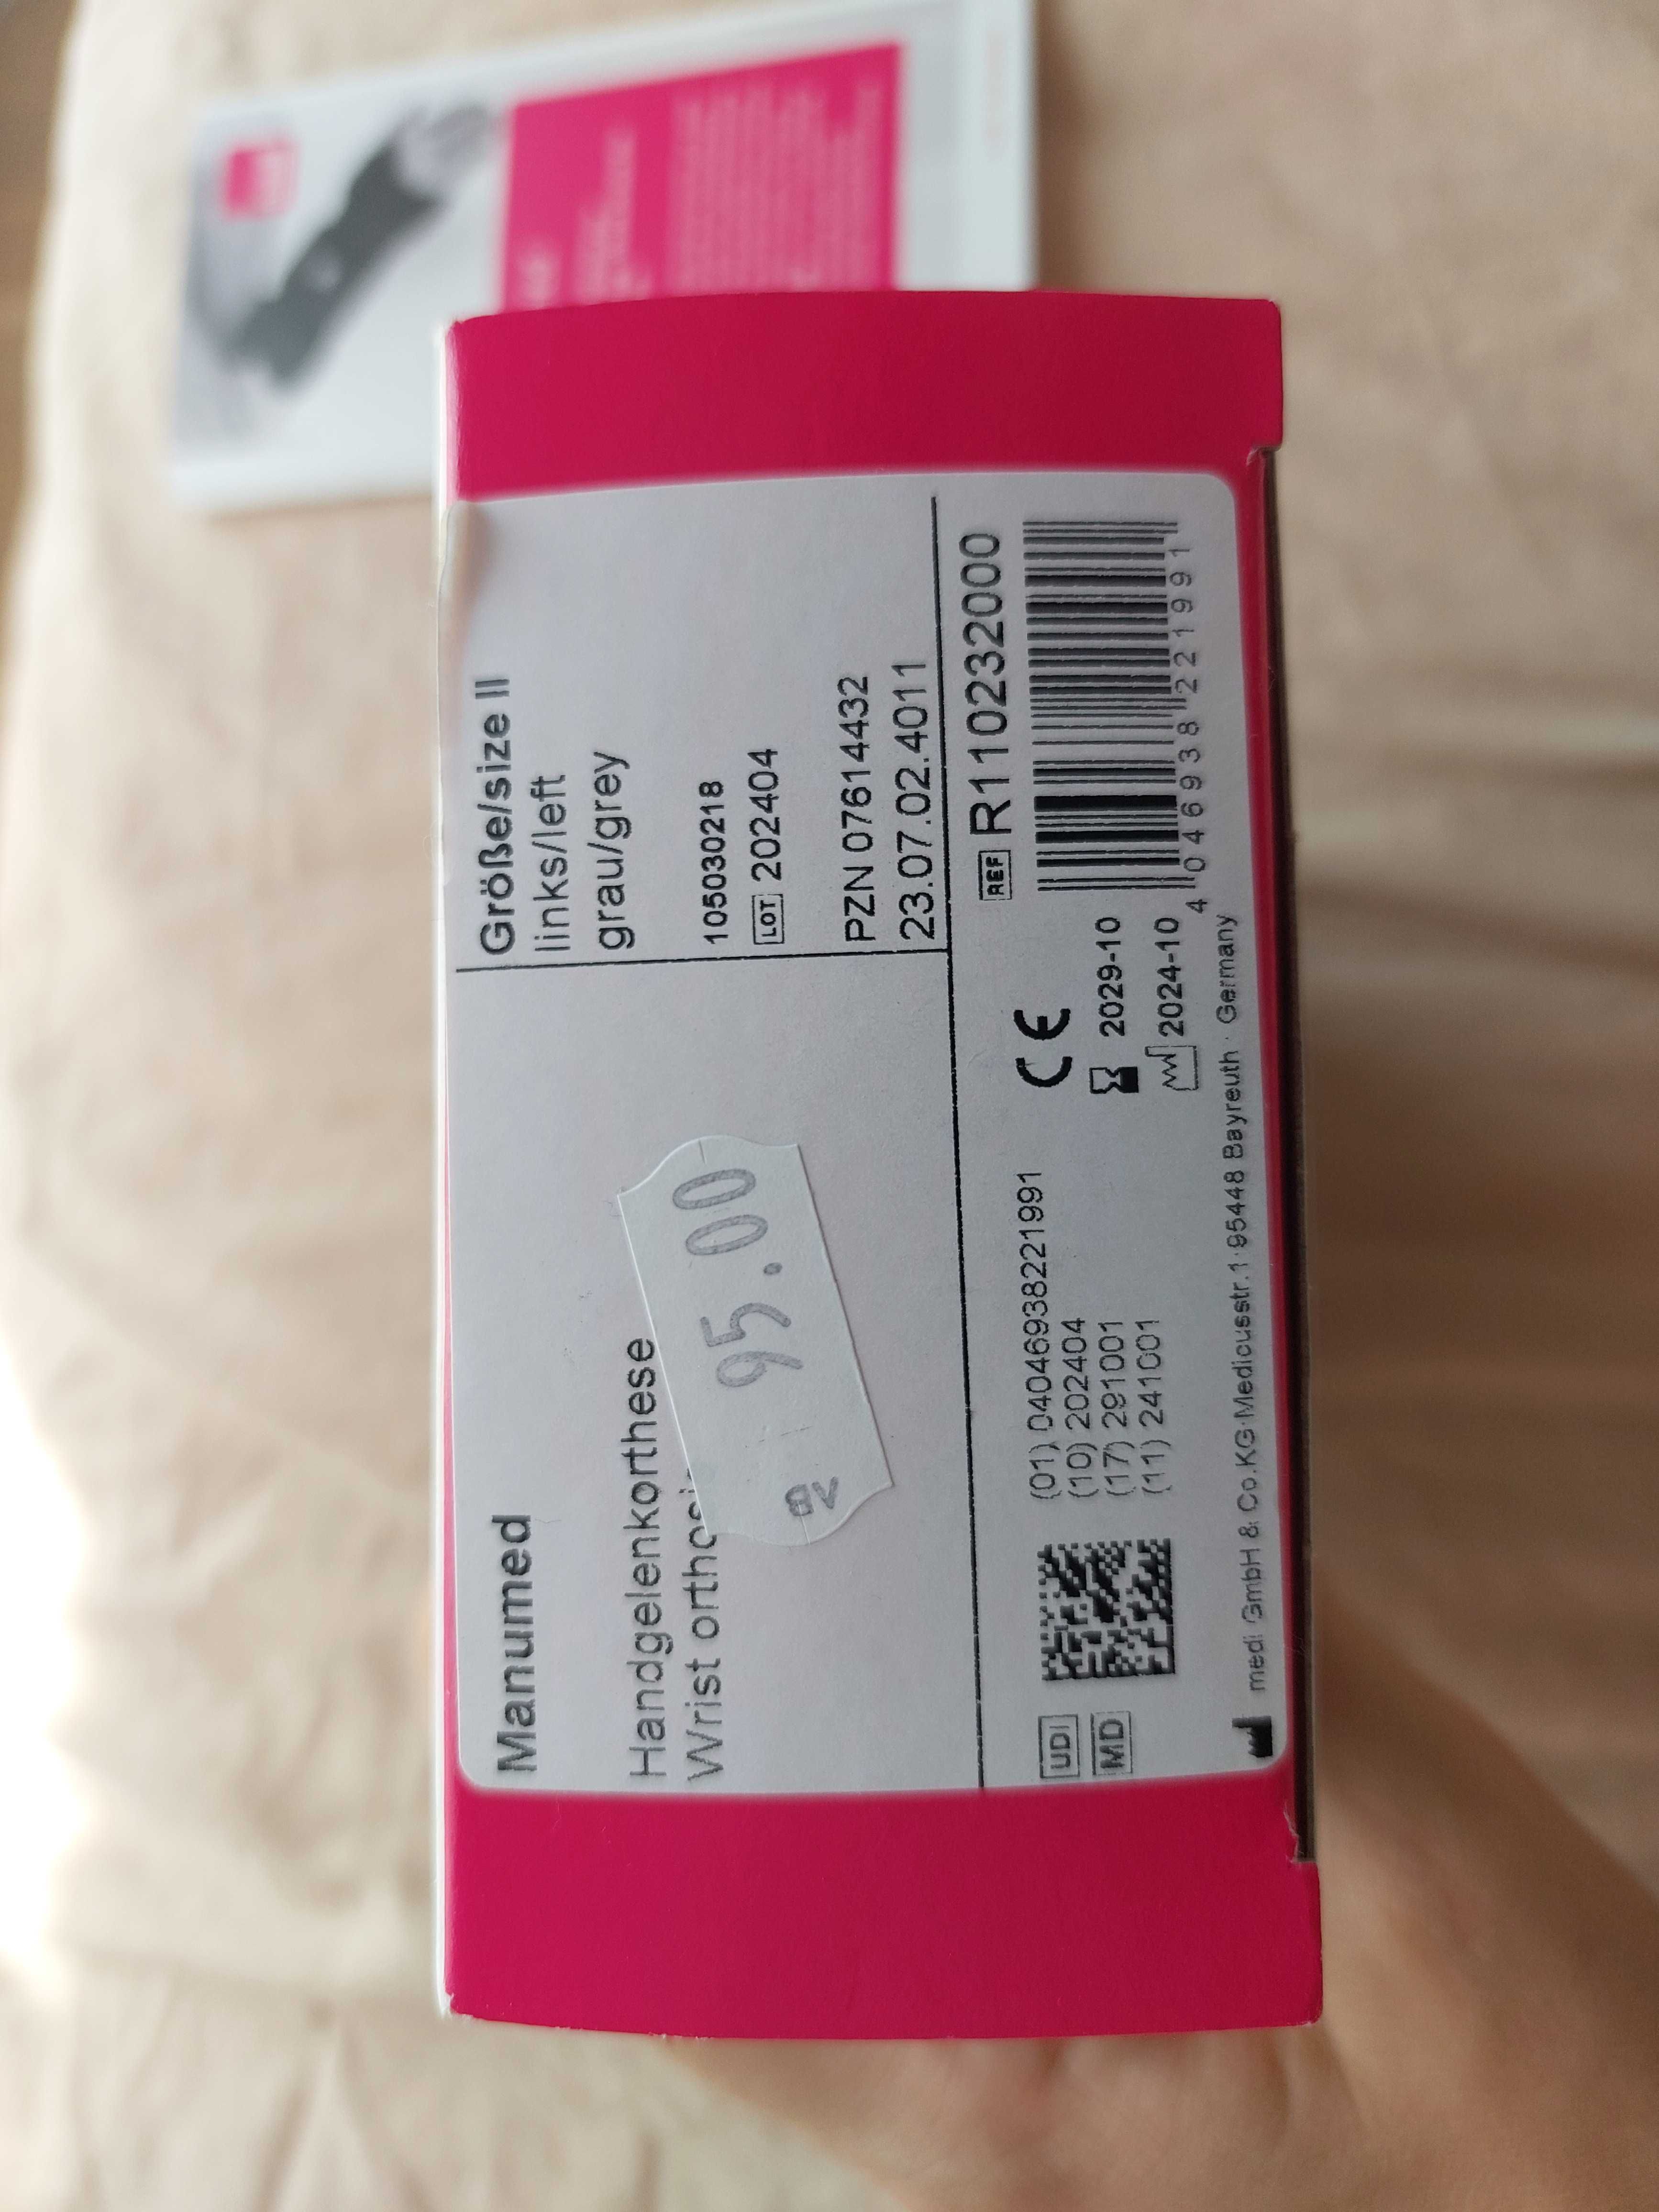 Manumed
Handgelenkorthese
Wrist
95.00
Größe/size II
links/left
grau/grey
105030218
LOT 202404
PZN 07614432
23.07.02.4011
UDI
MD
(01) 04046938221991
(10) 202404
(17) 291001
(11) 241001
CE
2029-10
2024-10
REF R110232000
4 046938 221991
medi GmbH & Co.KG·Medicusstr.1·95448 Bayreuth · Germany